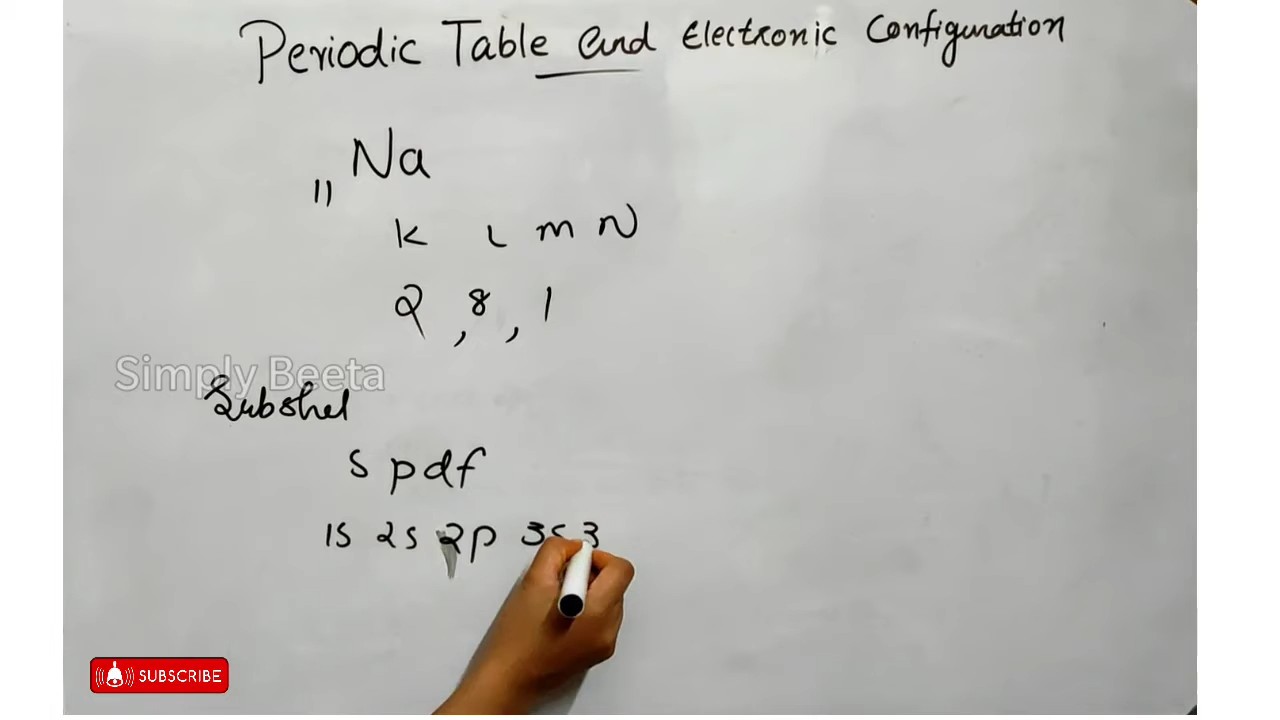 Periodic Table and Electronic Configuration
Na
11
K L M N
2, 8, 1
Simply Beeta
Subshel
s p d f
1s 2s 2p 3s 3
SUBSCRIBE